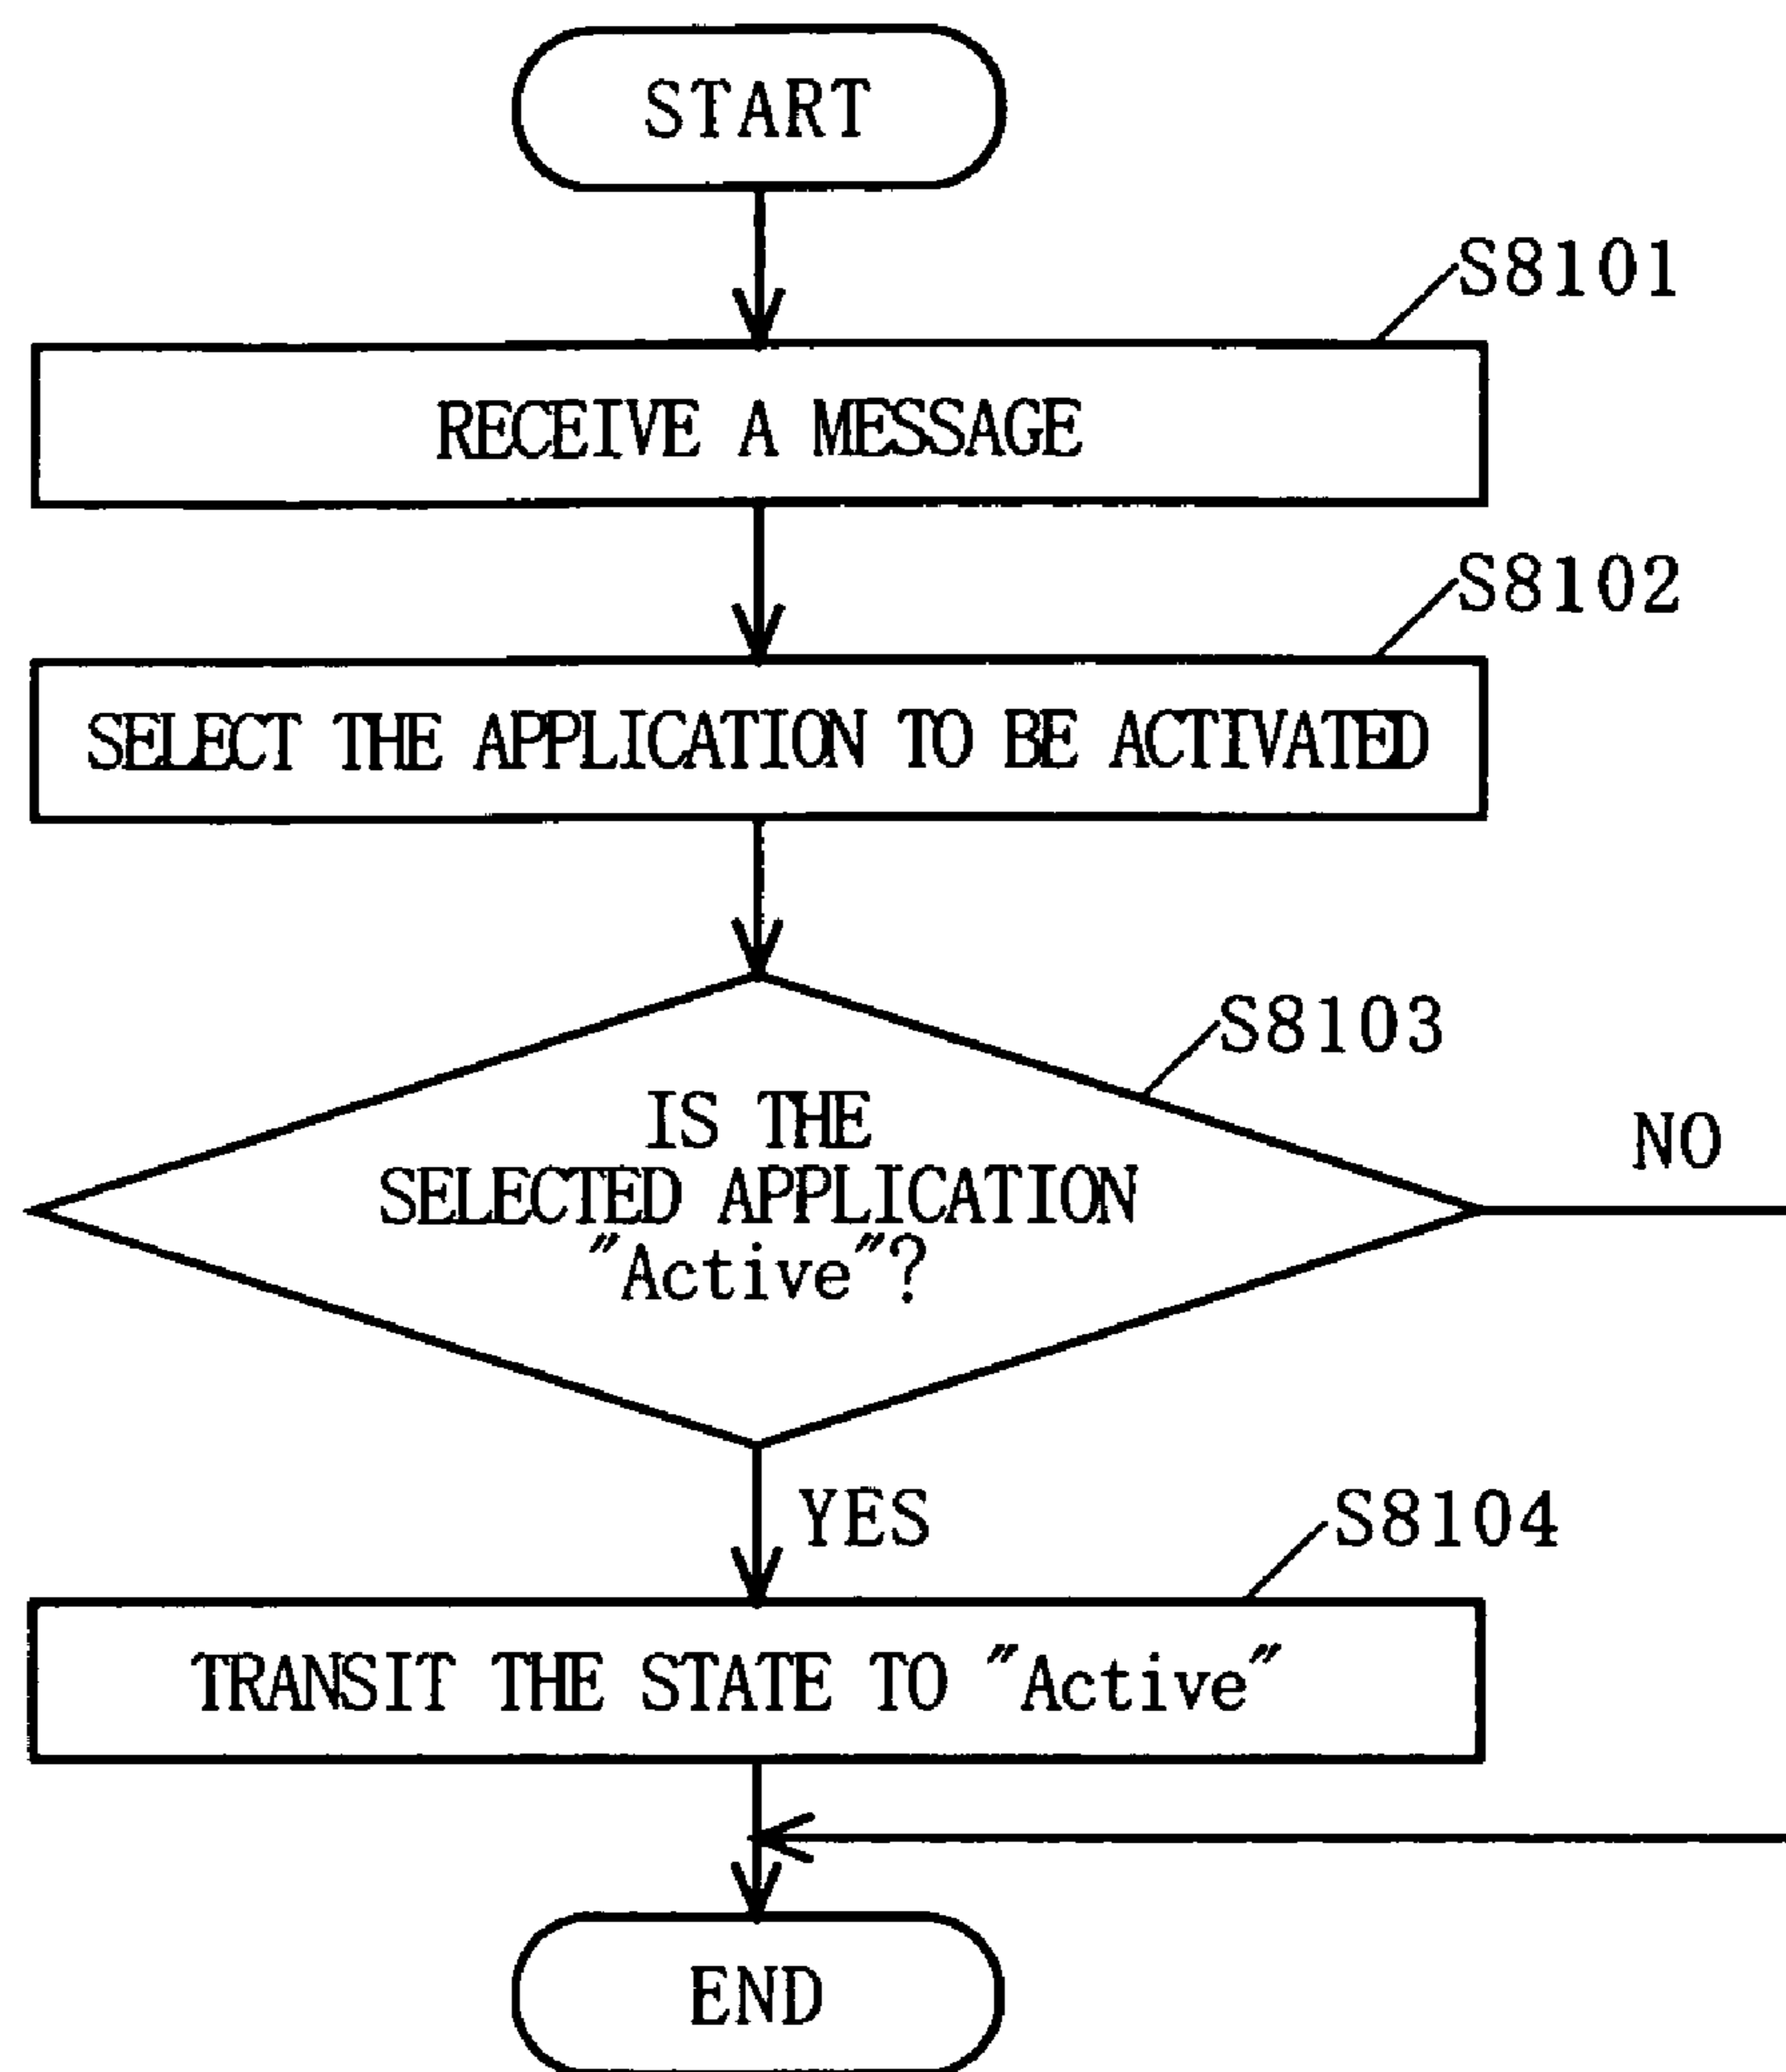 START
S8101
RECEIVE A MESSAGE
S8102
SELECT THE APPLICATION TO BE ACTIVATED
S8103
IS THE
NO
SELECTED APPLICATION
"Active"?
YES
S8104
TRANSIT THE STATE TO "Active"
END